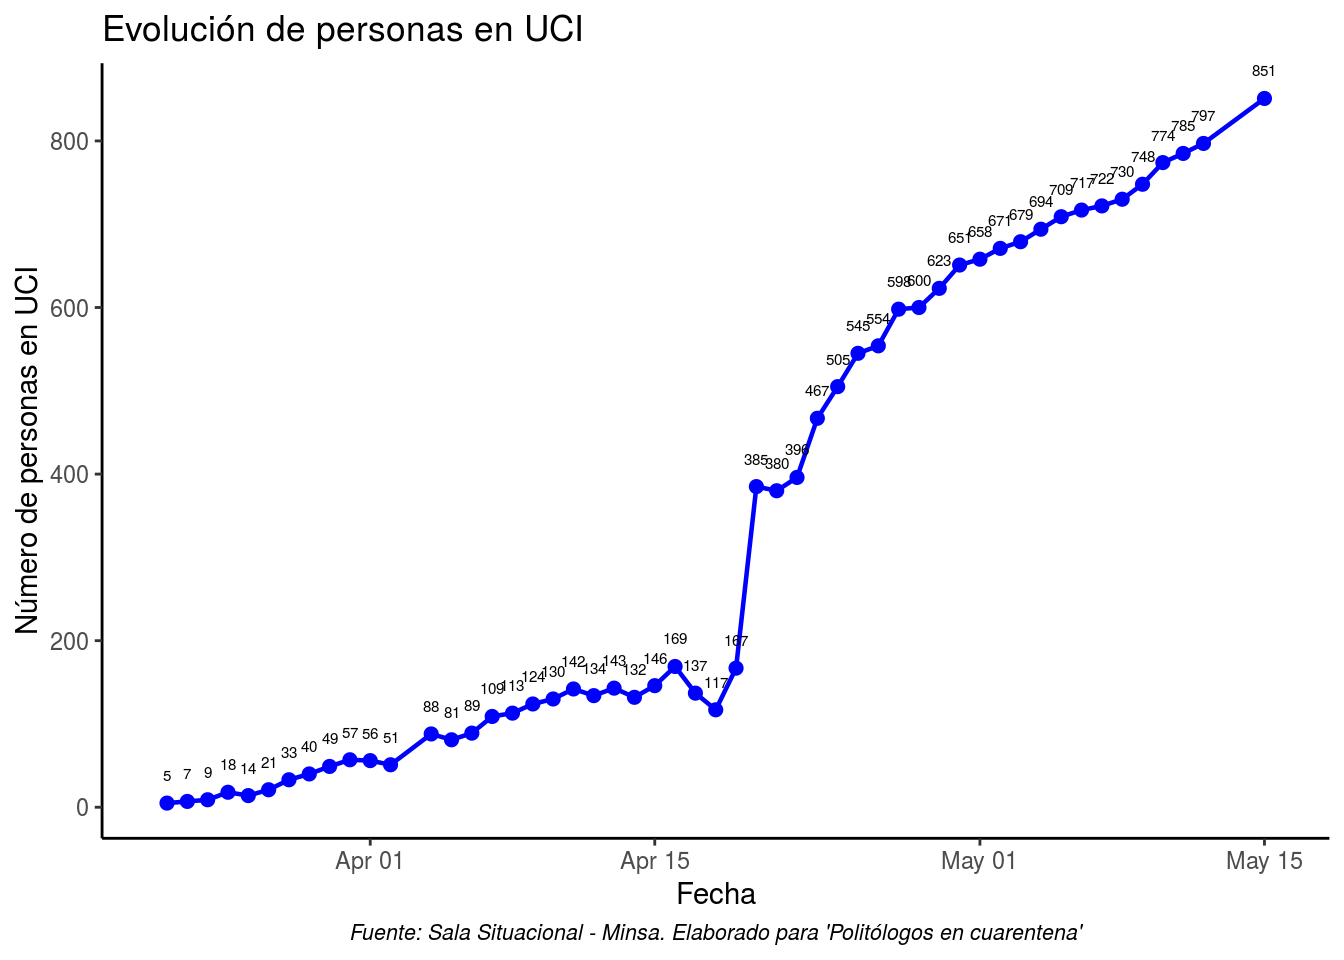 Evolución de personas en UCI
Número de personas en UCI
800
600
400
200
0
5 7 9 18 14 21 33 40 49 57 56 51 88 81 89 109 113 124 130 142 134 143 132 146 169 137 117 167 385 380 396 467 505 545 554 598 600 623 651 658 671 679 694 709 717 722 730 748 774 785 797 851
Apr 01 Apr 15 May 01 May 15
Fecha
Fuente: Sala Situacional - Minsa. Elaborado para 'Politólogos en cuarentena'